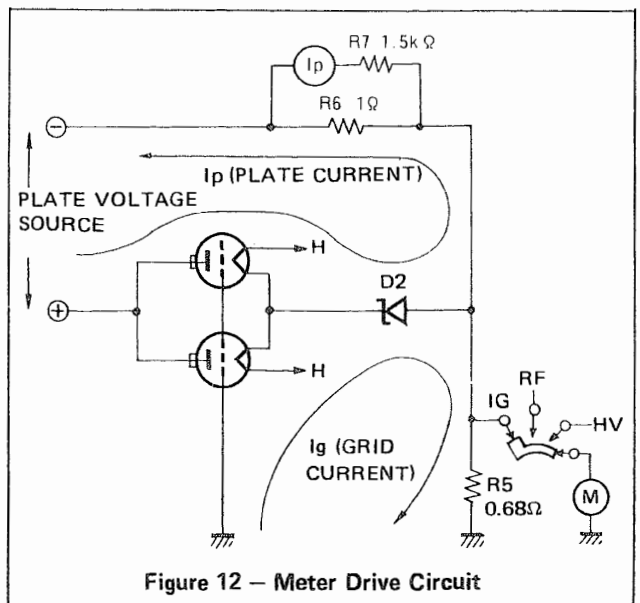 R7 1.5kΩ
Ip
R6 1Ω
−
Ip (PLATE CURRENT)
PLATE VOLTAGE
SOURCE
H
D2
+
H
RF
IG
HV
Ig (GRID
CURRENT)
R5
0.68Ω
M
Figure 12 – Meter Drive Circuit